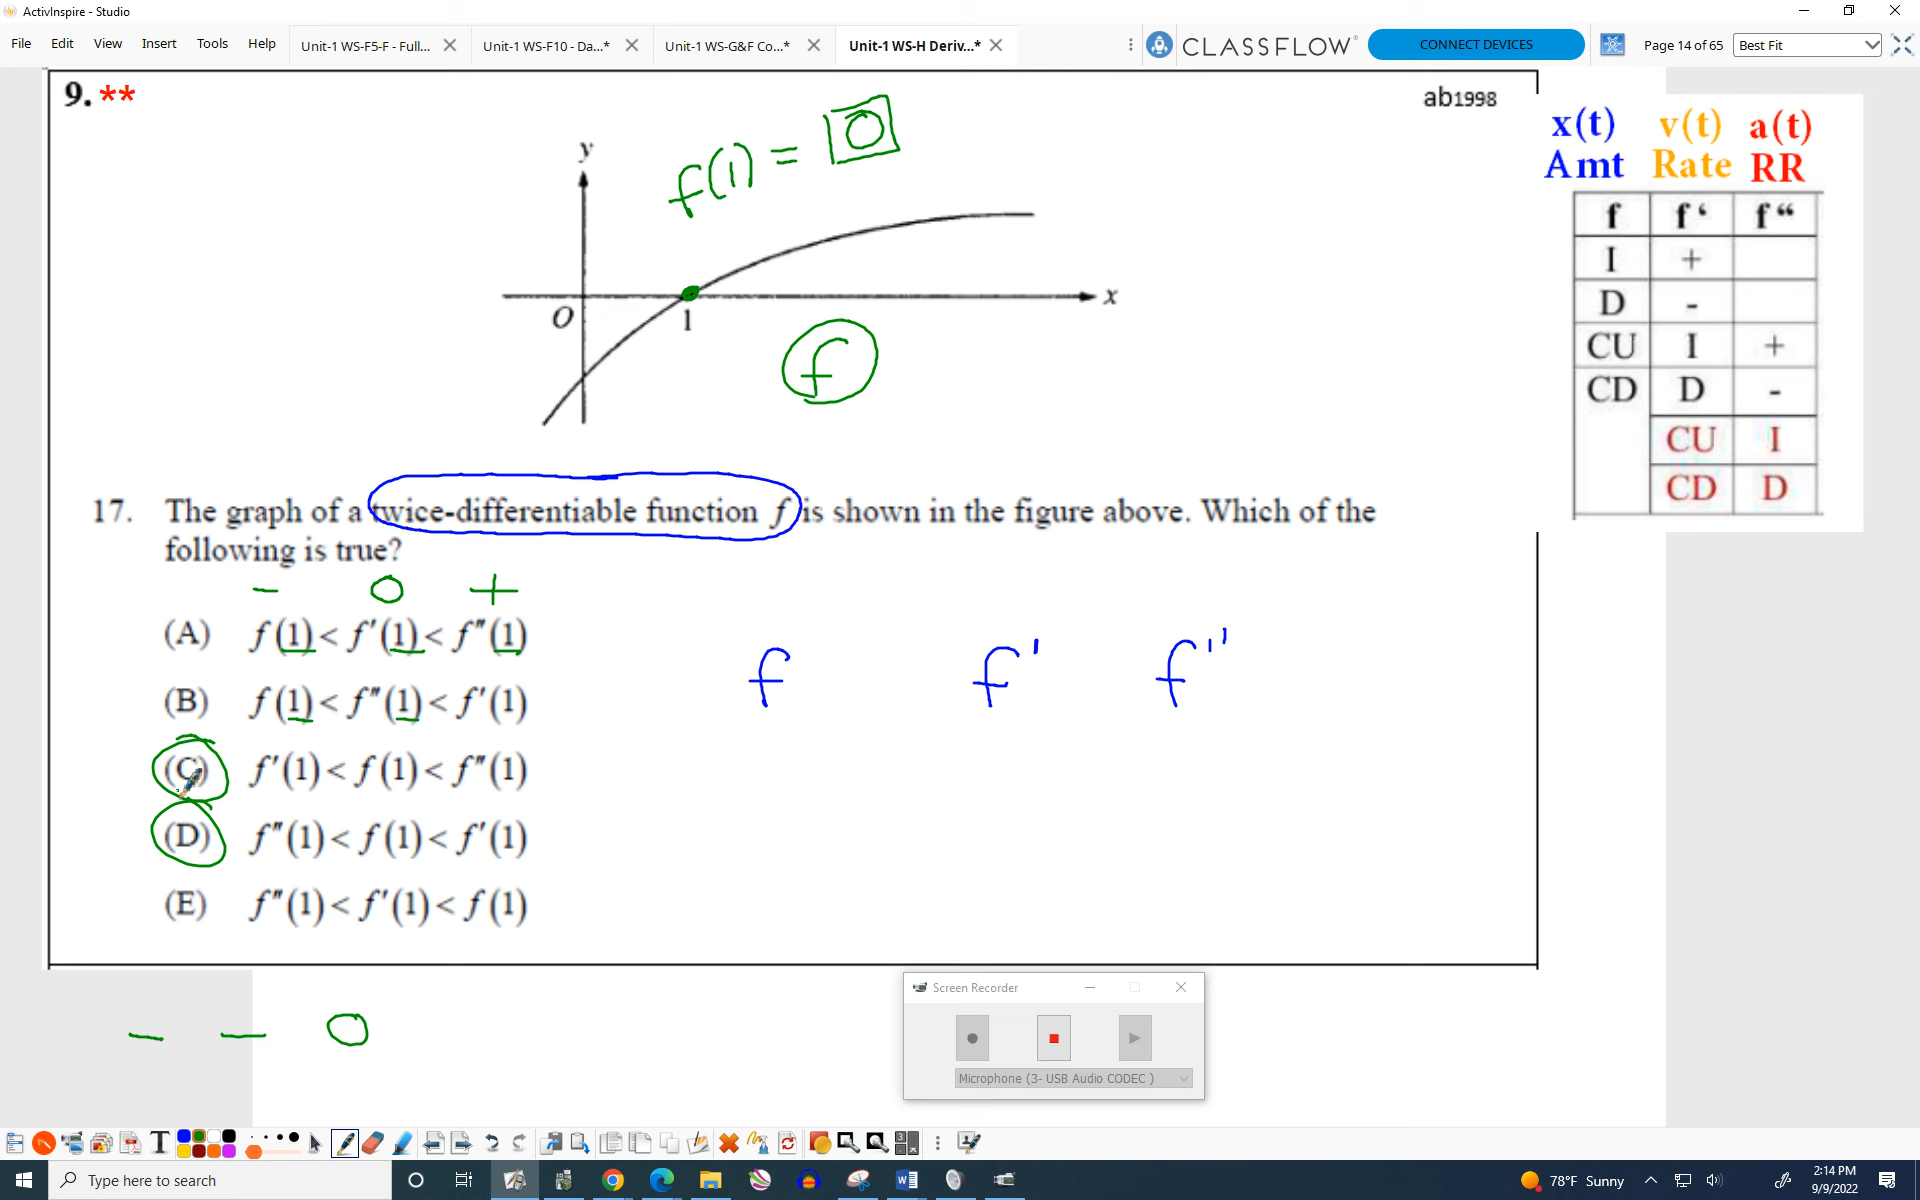 ActivInspire - Studio
File Edit View Insert Tools Help
Unit-1 WS-F5-F - Full...
Unit-1 WS-F10 - Da...*
Unit-1 WS-G&F Co...*
Unit-1 WS-H Deriv...*
CLASSFLOW
CONNECT DEVICES
Page 14 of 65
Best Fit
9. **
ab1998
f(1) = 0
y
x
O
1
f
x(t) v(t) a(t)
Amt Rate RR
f f‘ f“
I +
D -
CU I +
CD D -
CU I
CD D
17. The graph of a twice-differentiable function f is shown in the figure above. Which of the
following is true?
- 0 +
(A) f(1) < f′(1) < f″(1)
(B) f(1) < f″(1) < f′(1)
(C) f′(1) < f(1) < f″(1)
(D) f″(1) < f(1) < f′(1)
(E) f″(1) < f′(1) < f(1)
f f' f''
- - 0
Screen Recorder
Microphone (3- USB Audio CODEC )
Type here to search
78°F Sunny
2:14 PM
9/9/2022